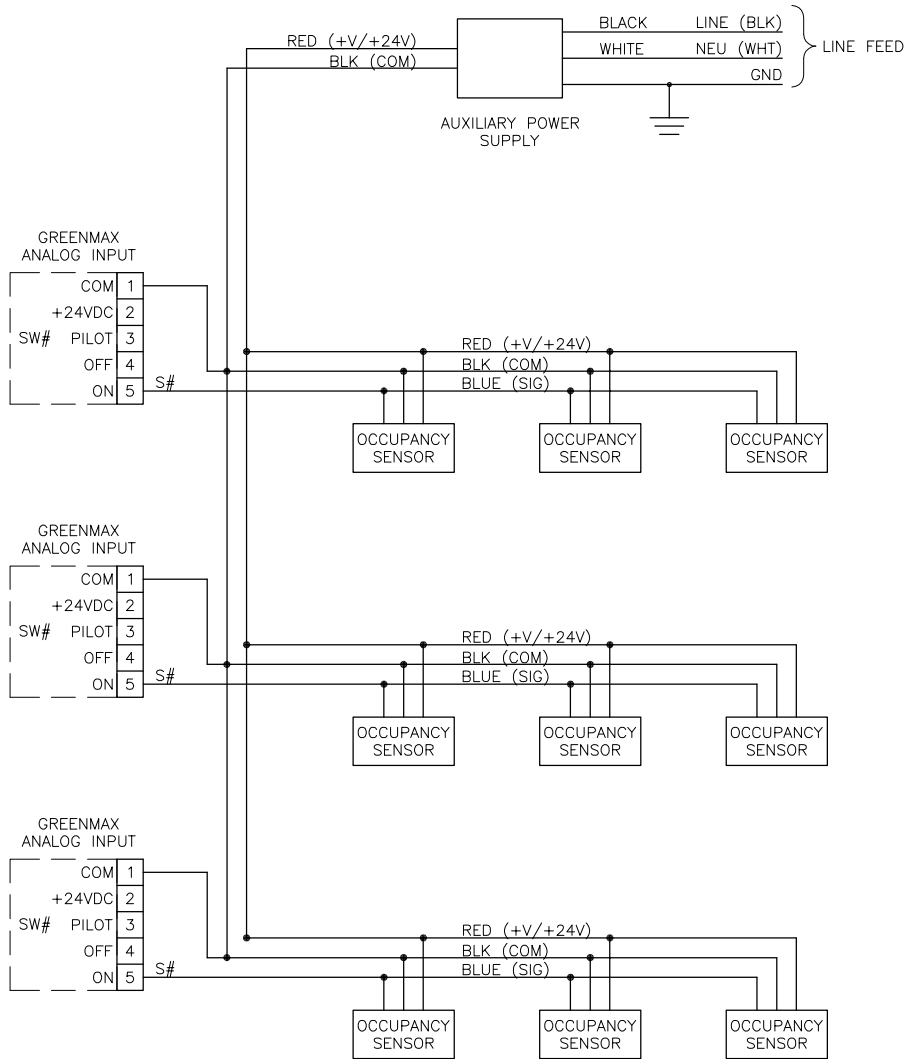 BLACK LINE (BLK)
RED (+V/+24V)
WHITE NEU (WHT)
LINE FEED
BLK (COM)
GND
AUXILIARY POWER
SUPPLY
GREENMAX
ANALOG INPUT
COM 1
+24VDC 2
SW# PILOT 3
OFF 4
ON 5
S#
RED (+V/+24V)
BLK (COM)
BLUE (SIG)
OCCUPANCY
SENSOR
OCCUPANCY
SENSOR
OCCUPANCY
SENSOR
GREENMAX
ANALOG INPUT
COM 1
+24VDC 2
SW# PILOT 3
OFF 4
ON 5
S#
RED (+V/+24V)
BLK (COM)
BLUE (SIG)
OCCUPANCY
SENSOR
OCCUPANCY
SENSOR
OCCUPANCY
SENSOR
GREENMAX
ANALOG INPUT
COM 1
+24VDC 2
SW# PILOT 3
OFF 4
ON 5
S#
RED (+V/+24V)
BLK (COM)
BLUE (SIG)
OCCUPANCY
SENSOR
OCCUPANCY
SENSOR
OCCUPANCY
SENSOR